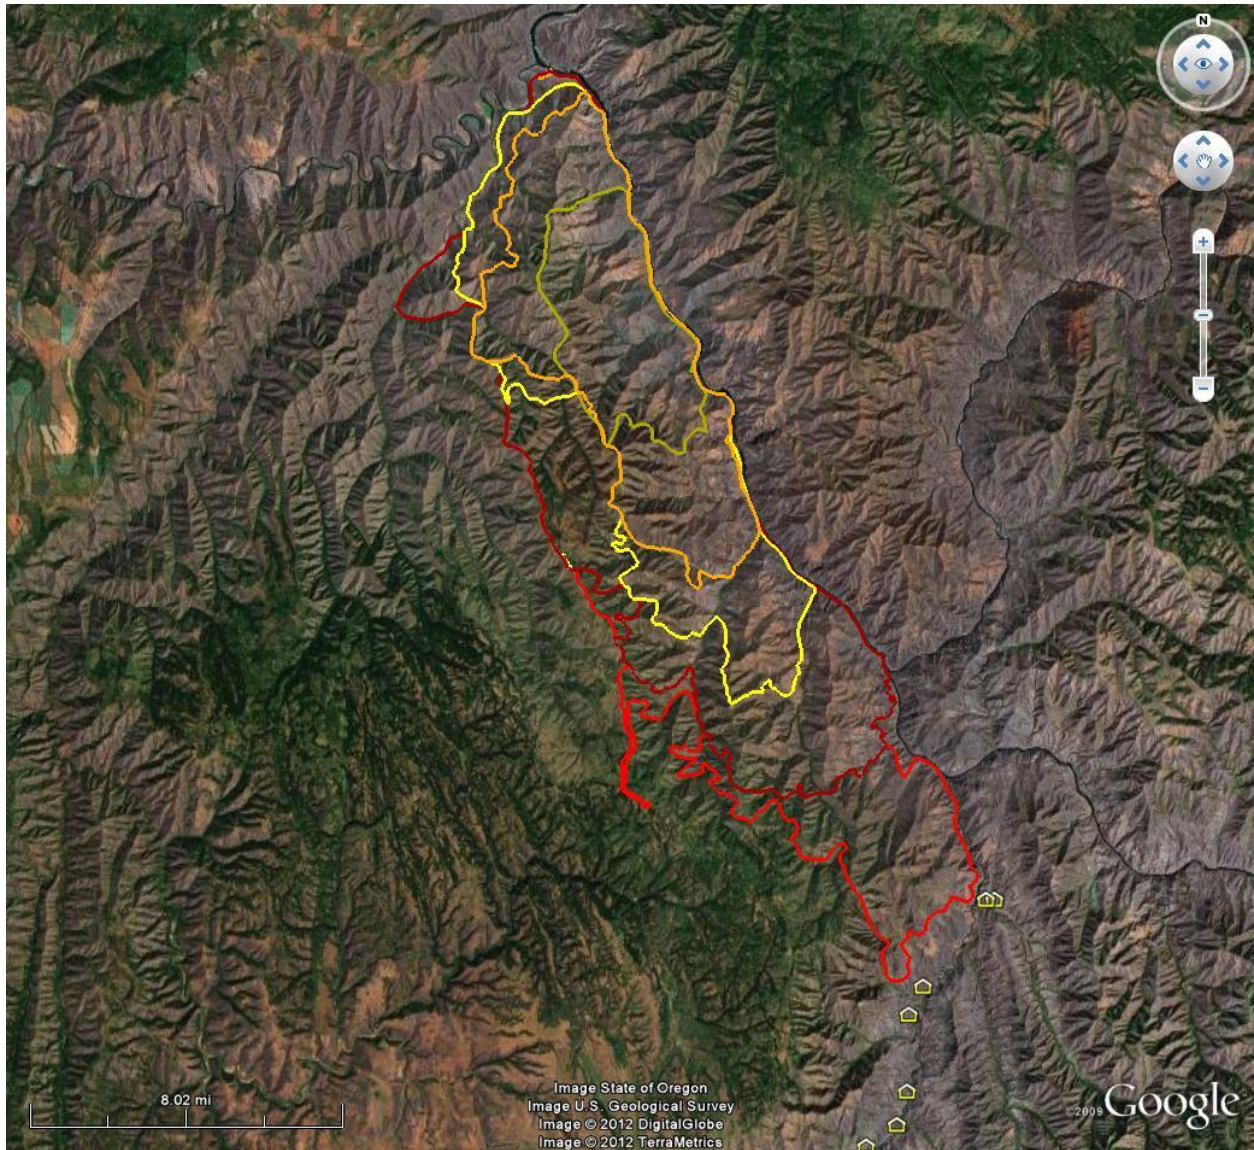 N
8.02 mi
Image State of Oregon
Image U.S. Geological Survey
Image © 2012 DigitalGlobe
Image © 2012 TerraMetrics
©2009 Google